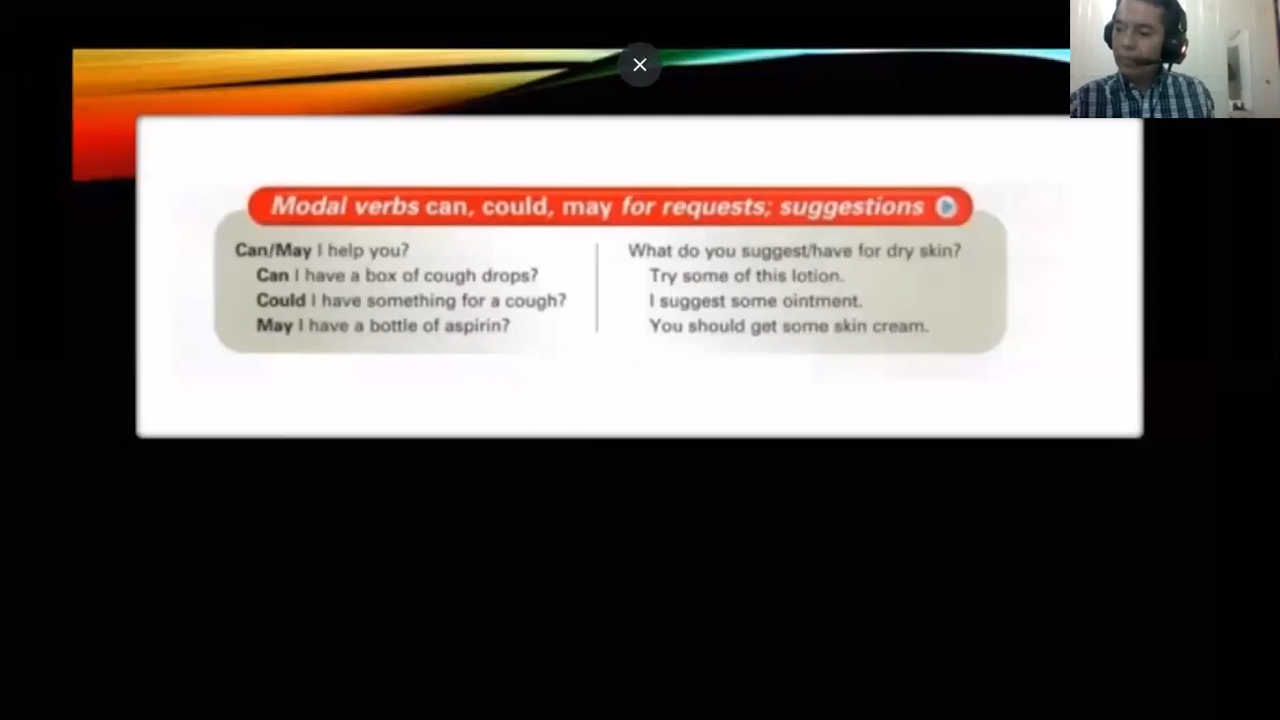 Modal verbs can, could, may for requests; suggestions
Can/May I help you?
Can I have a box of cough drops?
Could I have something for a cough?
May I have a bottle of aspirin?
What do you suggest/have for dry skin?
Try some of this lotion.
I suggest some ointment.
You should get some skin cream.